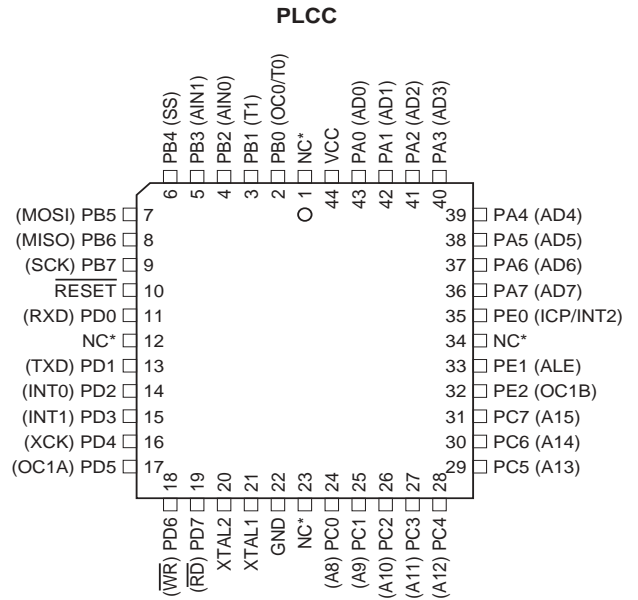 PLCC
PB4 (SS)
PB3 (AIN1)
PB2 (AIN0)
PB1 (T1)
PB0 (OC0/T0)
NC*
VCC
PA0 (AD0)
PA1 (AD1)
PA2 (AD2)
PA3 (AD3)
6
5
4
3
2
1
44
43
42
41
40
(MOSI) PB5 7
(MISO) PB6 8
(SCK) PB7 9
RESET 10
(RXD) PD0 11
NC* 12
(TXD) PD1 13
(INT0) PD2 14
(INT1) PD3 15
(XCK) PD4 16
(OC1A) PD5 17
39 PA4 (AD4)
38 PA5 (AD5)
37 PA6 (AD6)
36 PA7 (AD7)
35 PE0 (ICP/INT2)
34 NC*
33 PE1 (ALE)
32 PE2 (OC1B)
31 PC7 (A15)
30 PC6 (A14)
29 PC5 (A13)
18
19
20
21
22
23
24
25
26
27
28
(WR) PD6
(RD) PD7
XTAL2
XTAL1
GND
NC*
(A8) PC0
(A9) PC1
(A10) PC2
(A11) PC3
(A12) PC4